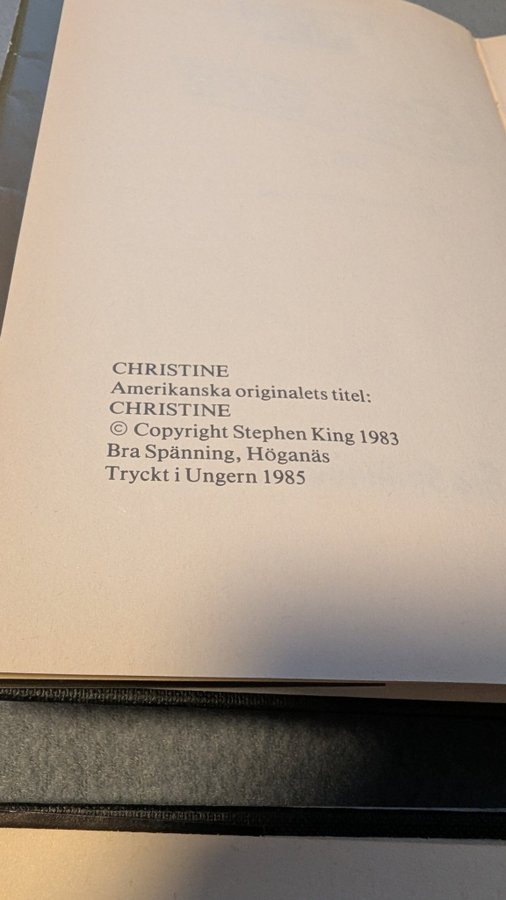 CHRISTINE
Amerikanska originalets titel:
CHRISTINE
© Copyright Stephen King 1983
Bra Spänning, Höganäs
Tryckt i Ungern 1985